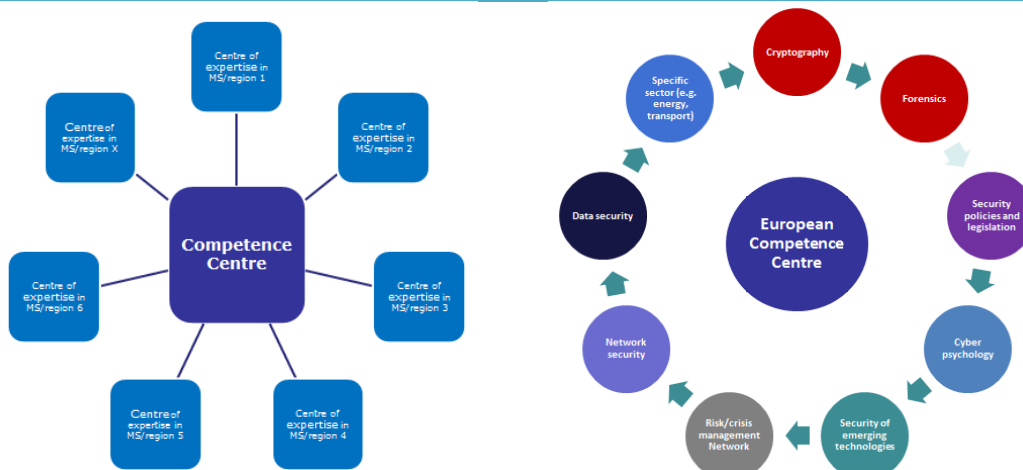 Centre of
expertise in
MS/region 1
Centre of
expertise in
MS/region X
Centre of
expertise in
MS/region 2
Competence
Centre
Centre of
expertise in
MS/region 6
Centre of
expertise in
MS/region 3
Centre of
expertise in
MS/region 5
Centre of
expertise in
MS/region 4
Cryptography
Specific
sector (e.g.
energy,
transport)
Forensics
Data security
European
Competence
Centre
Security
policies and
legislation
Network
security
Cyber
psychology
Risk/crisis
management
Network
Security of
emerging
technologies